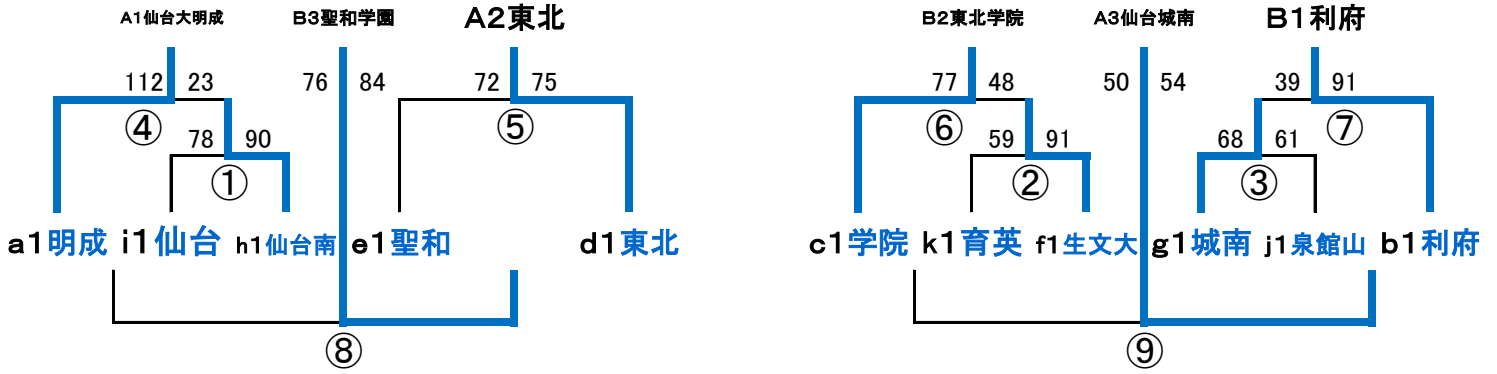 A1仙台大明成 B3聖和学園 A2東北 B2東北学院 A3仙台城南 B1利府
112 23 76 84 72 75 77 48 50 54 39 91
④ ⑤ ⑥ ⑦
78 90 59 91 68 61
① ② ③
a1明成 i1仙台 h1仙台南 e1聖和 d1東北 c1学院 k1育英 f1生文大 g1城南 j1泉館山 b1利府
⑧ ⑨